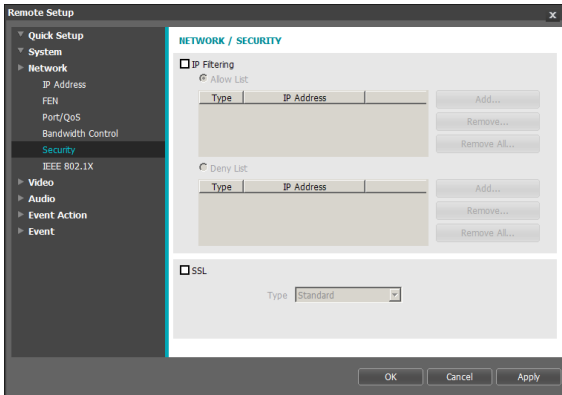 Remote Setup
x
Quick Setup
System
Network
IP Address
FEN
Port/QoS
Bandwidth Control
Security
IEEE 802.1X
Video
Audio
Event Action
Event
NETWORK / SECURITY
IP Filtering
Allow List
Type IP Address
Add...
Remove...
Remove All...
Deny List
Type IP Address
Add...
Remove...
Remove All...
SSL
Type Standard
OK Cancel Apply